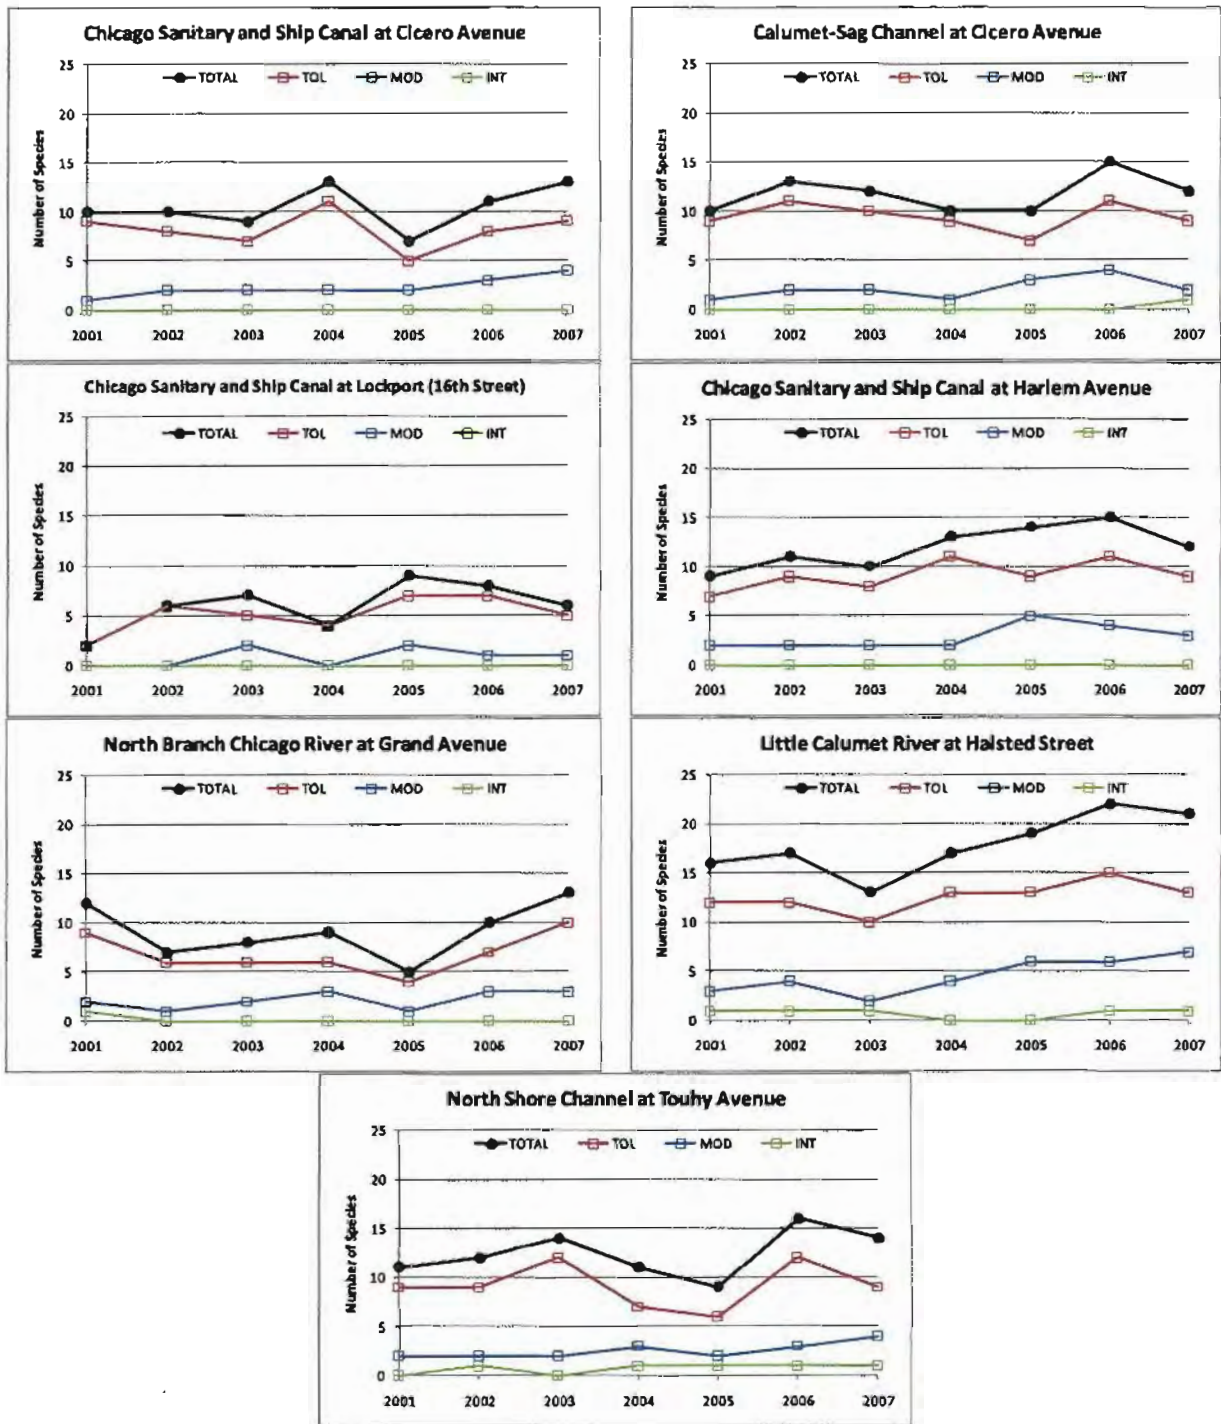 Chicago Sanitary and Ship Canal at Cicero Avenue
TOTAL TOL MOD INT
Number of Species
25
20
15
10
5
0
2001 2002 2003 2004 2005 2006 2007
Calumet-Sag Channel at Cicero Avenue
TOTAL TOL MOD INT
Number of Species
25
20
15
10
5
0
2001 2002 2003 2004 2005 2006 2007
Chicago Sanitary and Ship Canal at Lockport (16th Street)
TOTAL TOL MOD INT
Number of Species
25
20
15
10
5
0
2001 2002 2003 2004 2005 2006 2007
Chicago Sanitary and Ship Canal at Harlem Avenue
TOTAL TOL MOD INT
Number of Species
25
20
15
10
5
0
2001 2002 2003 2004 2005 2006 2007
North Branch Chicago River at Grand Avenue
TOTAL TOL MOD INT
Number of Species
25
20
15
10
5
0
2001 2002 2003 2004 2005 2006 2007
Little Calumet River at Halsted Street
TOTAL TOL MOD INT
Number of Species
25
20
15
10
5
0
2001 2002 2003 2004 2005 2006 2007
North Shore Channel at Touhy Avenue
TOTAL TOL MOD INT
Number of Species
25
20
15
10
5
0
2001 2002 2003 2004 2005 2006 2007